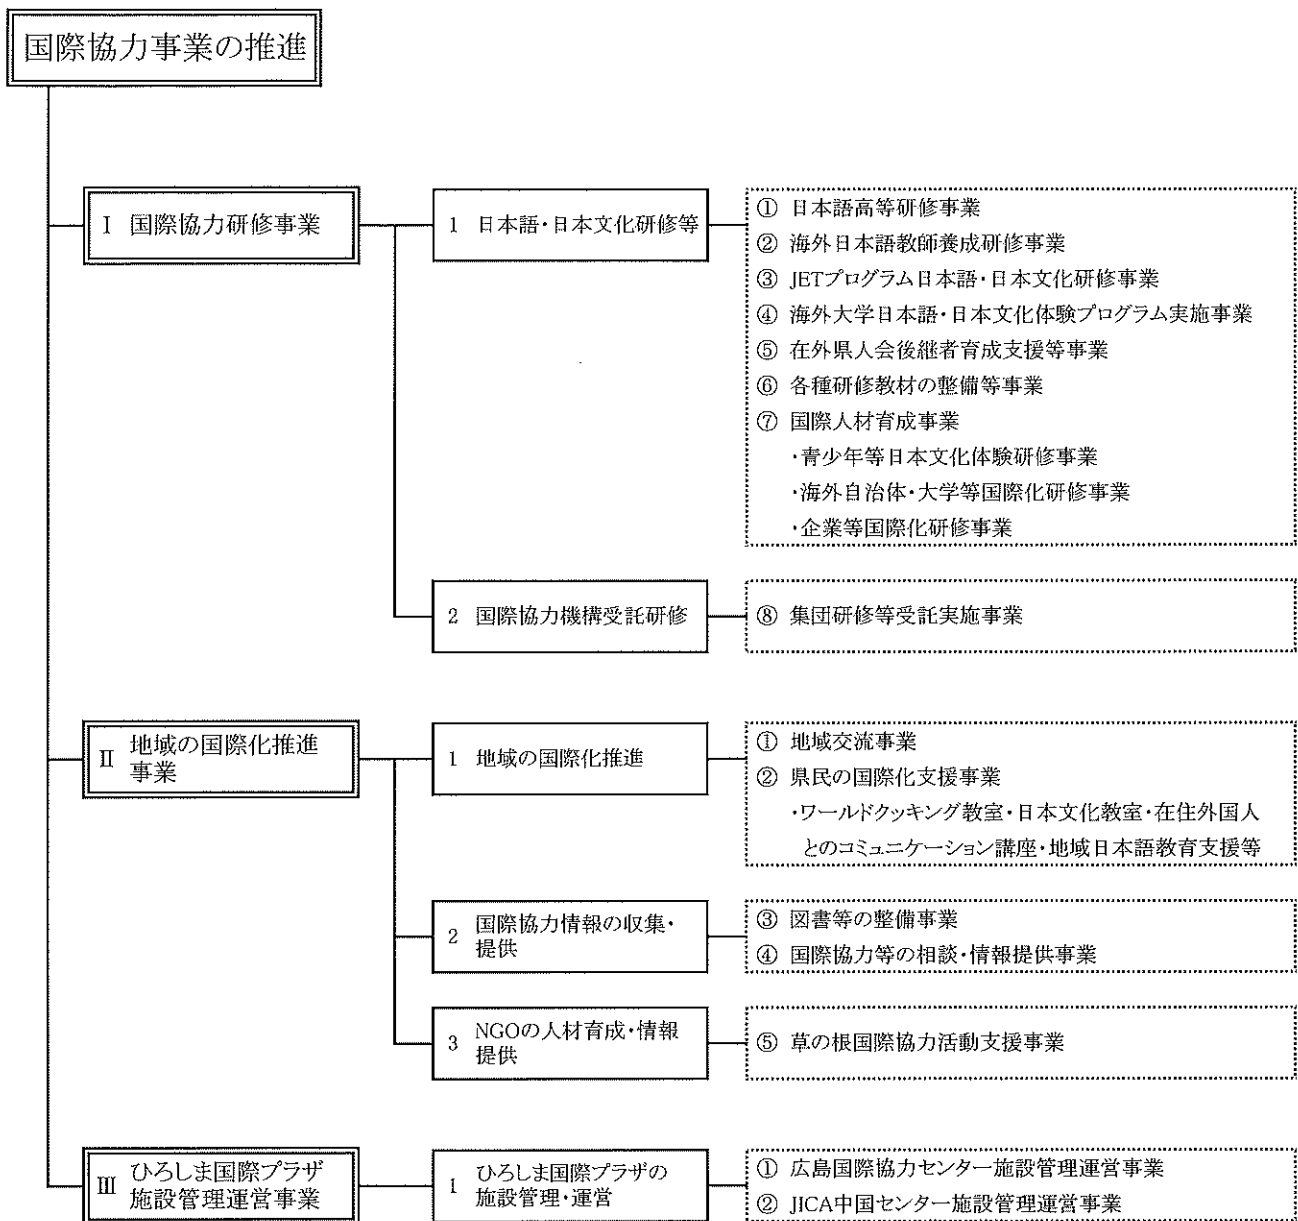 国際協力事業の推進
Ⅰ 国際協力研修事業
1 日本語・日本文化研修等
① 日本語高等研修事業
② 海外日本語教師養成研修事業
③ JETプログラム日本語・日本文化研修事業
④ 海外大学日本語・日本文化体験プログラム実施事業
⑤ 在外県人会後継者育成支援等事業
⑥ 各種研修教材の整備等事業
⑦ 国際人材育成事業
・青少年等日本文化体験研修事業
・海外自治体・大学等国際化研修事業
・企業等国際化研修事業
2 国際協力機構受託研修
⑧ 集団研修等受託実施事業
Ⅱ 地域の国際化推進
事業
1 地域の国際化推進
① 地域交流事業
② 県民の国際化支援事業
・ワールドクッキング教室・日本文化教室・在住外国人
とのコミュニケーション講座・地域日本語教育支援等
2 国際協力情報の収集・
提供
③ 図書等の整備事業
④ 国際協力等の相談・情報提供事業
3 NGOの人材育成・情報
提供
⑤ 草の根国際協力活動支援事業
Ⅲ ひろしま国際プラザ
施設管理運営事業
1 ひろしま国際プラザの
施設管理・運営
① 広島国際協力センター施設管理運営事業
② JICA中国センター施設管理運営事業